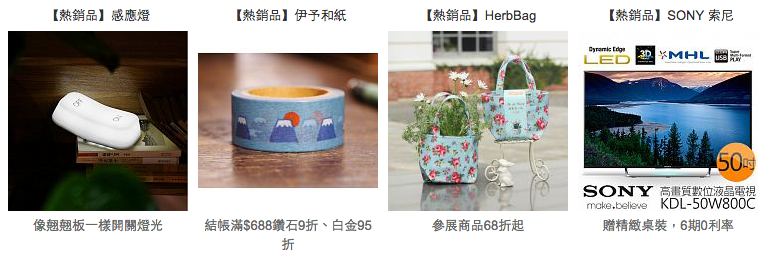 【熱銷品】感應燈
【熱銷品】伊予和紙
【熱銷品】HerbBag
【熱銷品】SONY 索尼
Dynamic Edge
LED
3D
MHL
Super
Multi-Format
USB PLAY
50吋
SONY
make.believe
高畫質數位液晶電視
KDL-50W800C
像翹翹板一樣開關燈光
結帳滿$688鑽石9折、白金95
折
參展商品68折起
贈精緻桌裝，6期0利率